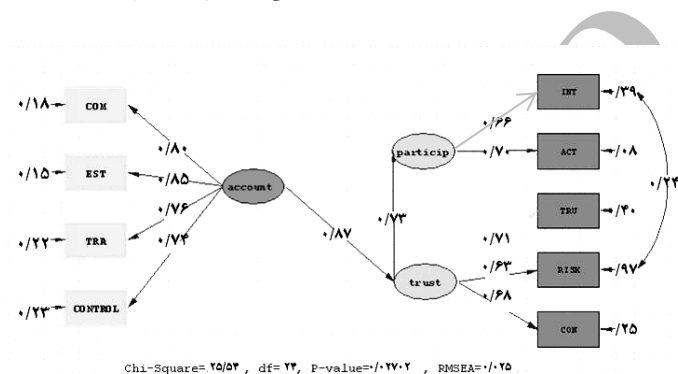 ۰/۱۸ COM
۰/۱۵ EST
۰/۲۲ TRA
۰/۲۳ CONTROL
۰/۸۰
۰/۸۵
۰/۷۶
۰/۷۴
account
۰/۸۷
particip
۰/۷۳
trust
۰/۶۶
۰/۷۰
۰/۷۱
۰/۶۳
۰/۶۸
INT ۰/۳۹
ACT ۰/۰۸
TRU ۰/۴۰
RISK ۰/۹۷
CON ۰/۲۵
۰/۲۴
Chi-Square= ۲۵/۵۳ , df= ۲۳, P-value=۰/۰۲۷۰۲ , RMSEA=۰/۰۲۵